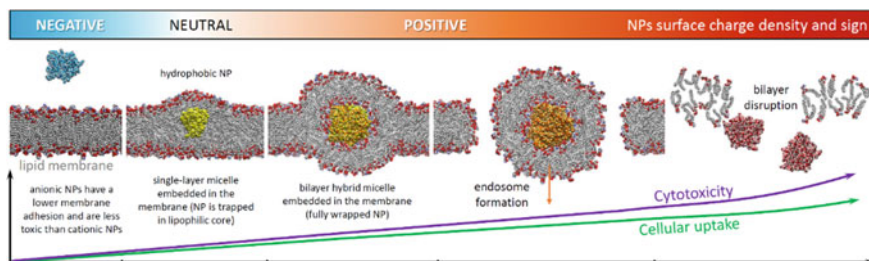 NEGATIVE
NEUTRAL
POSITIVE
NPs surface charge density and sign
hydrophobic NP
bilayer
disruption
lipid membrane
anionic NPs have a
lower membrane
adhesion and are less
toxic than cationic NPs
single-layer micelle
embedded in the
membrane (NP is trapped
in lipophilic core)
bilayer hybrid micelle
embedded in the membrane
(fully wrapped NP)
endosome
formation
Cytotoxicity
Cellular uptake